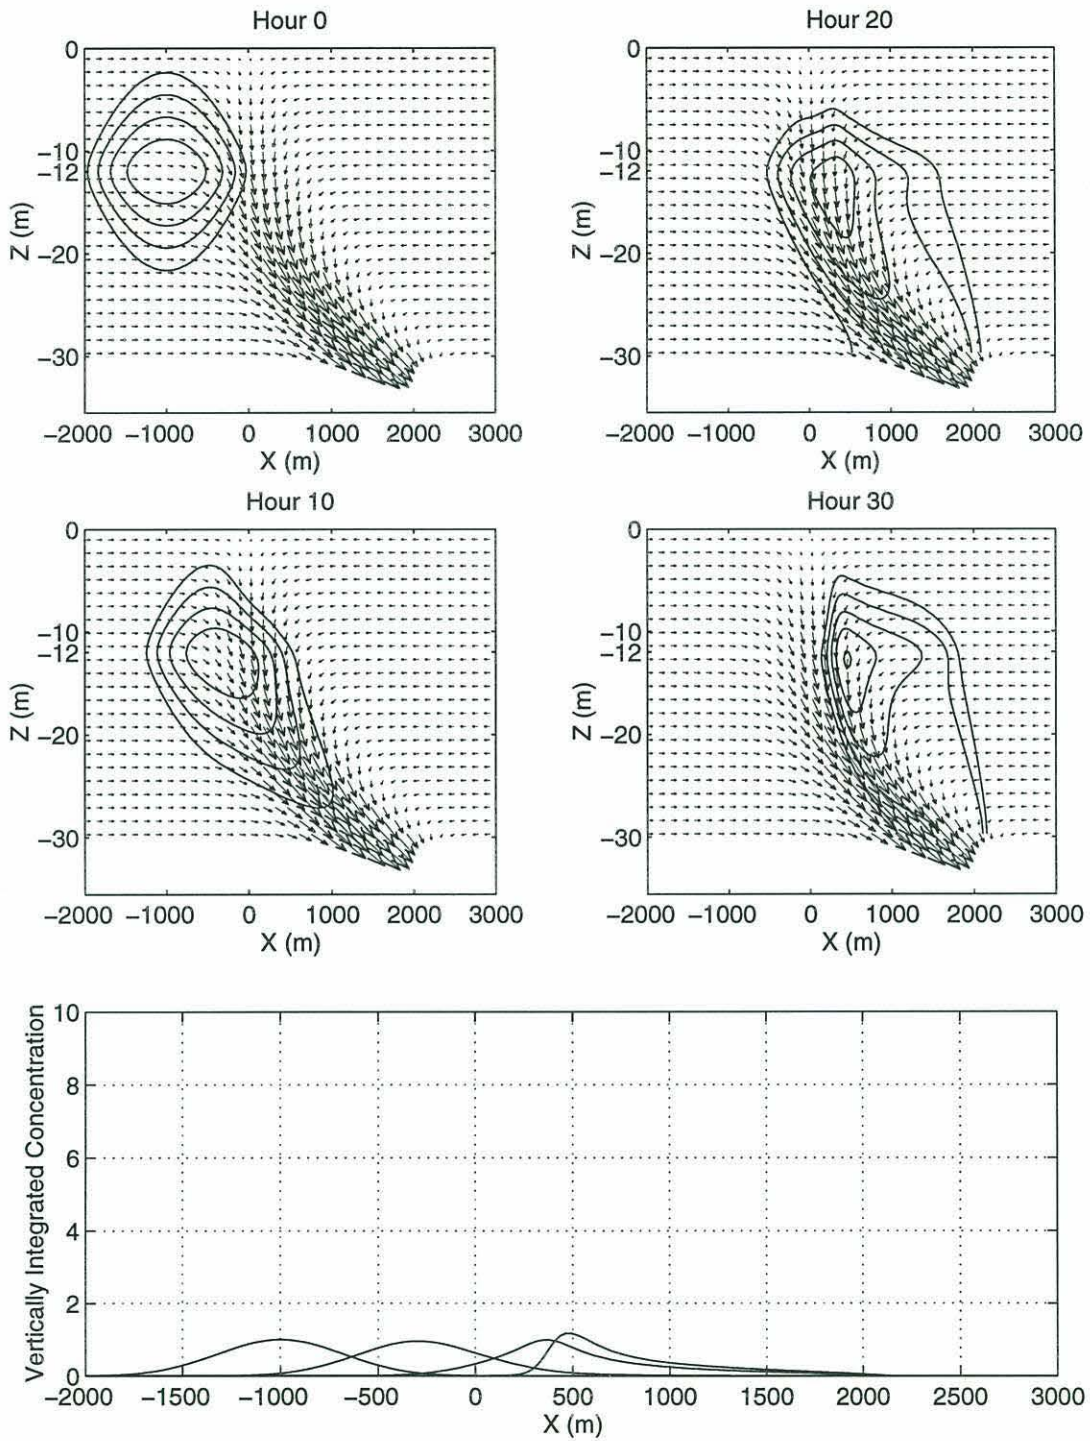 Hour 0
0
−10
−12
−20
−30
Z (m)
−2000 −1000 0 1000 2000 3000
X (m)
Hour 20
0
−10
−12
−20
−30
Z (m)
−2000 −1000 0 1000 2000 3000
X (m)
Hour 10
0
−10
−12
−20
−30
Z (m)
−2000 −1000 0 1000 2000 3000
X (m)
Hour 30
0
−10
−12
−20
−30
Z (m)
−2000 −1000 0 1000 2000 3000
X (m)
Vertically Integrated Concentration
10
8
6
4
2
0
−2000 −1500 −1000 −500 0 500 1000 1500 2000 2500 3000
X (m)